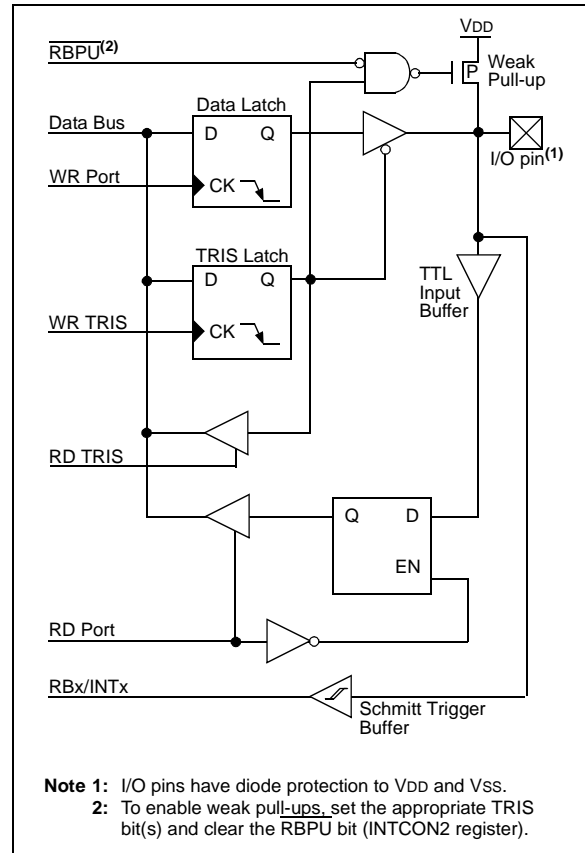 VDD
RBPU(2)
Weak
P
Pull-up
Data Latch
Data Bus
D Q
I/O pin(1)
WR Port
CK
TRIS Latch
D Q
TTL
Input
Buffer
WR TRIS
CK
RD TRIS
Q D
EN
RD Port
RBx/INTx
Schmitt Trigger
Buffer
Note 1: I/O pins have diode protection to VDD and VSS.
2: To enable weak pull-ups, set the appropriate TRIS
bit(s) and clear the RBPU bit (INTCON2 register).